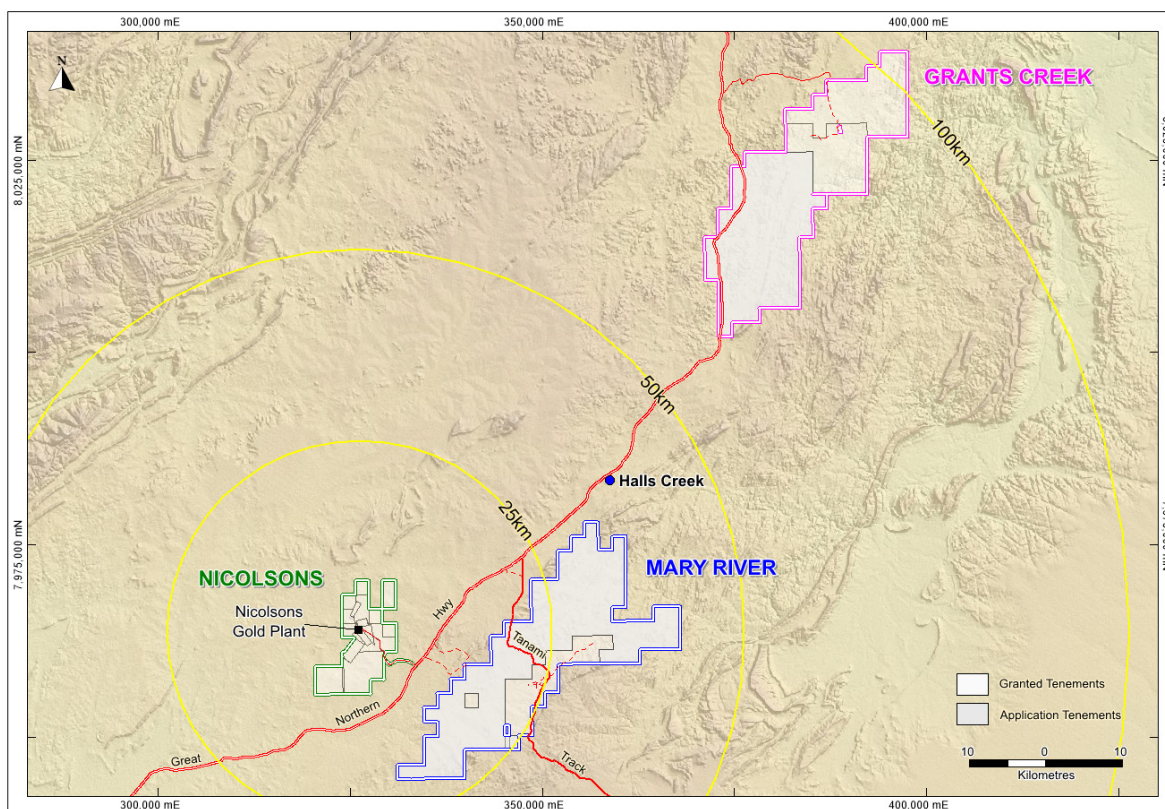 300,000 mE
350,000 mE
400,000 mE
N
GRANTS CREEK
100km
8,025,000 mN
50km
Halls Creek
25km
7,975,000 mN
MARY RIVER
NICOLSONS
Nicolsons
Gold Plant
Hwy
Tanami
Northern
Great
Track
Granted Tenements
Application Tenements
10
0
10
Kilometres
300,000 mE
350,000 mE
400,000 mE